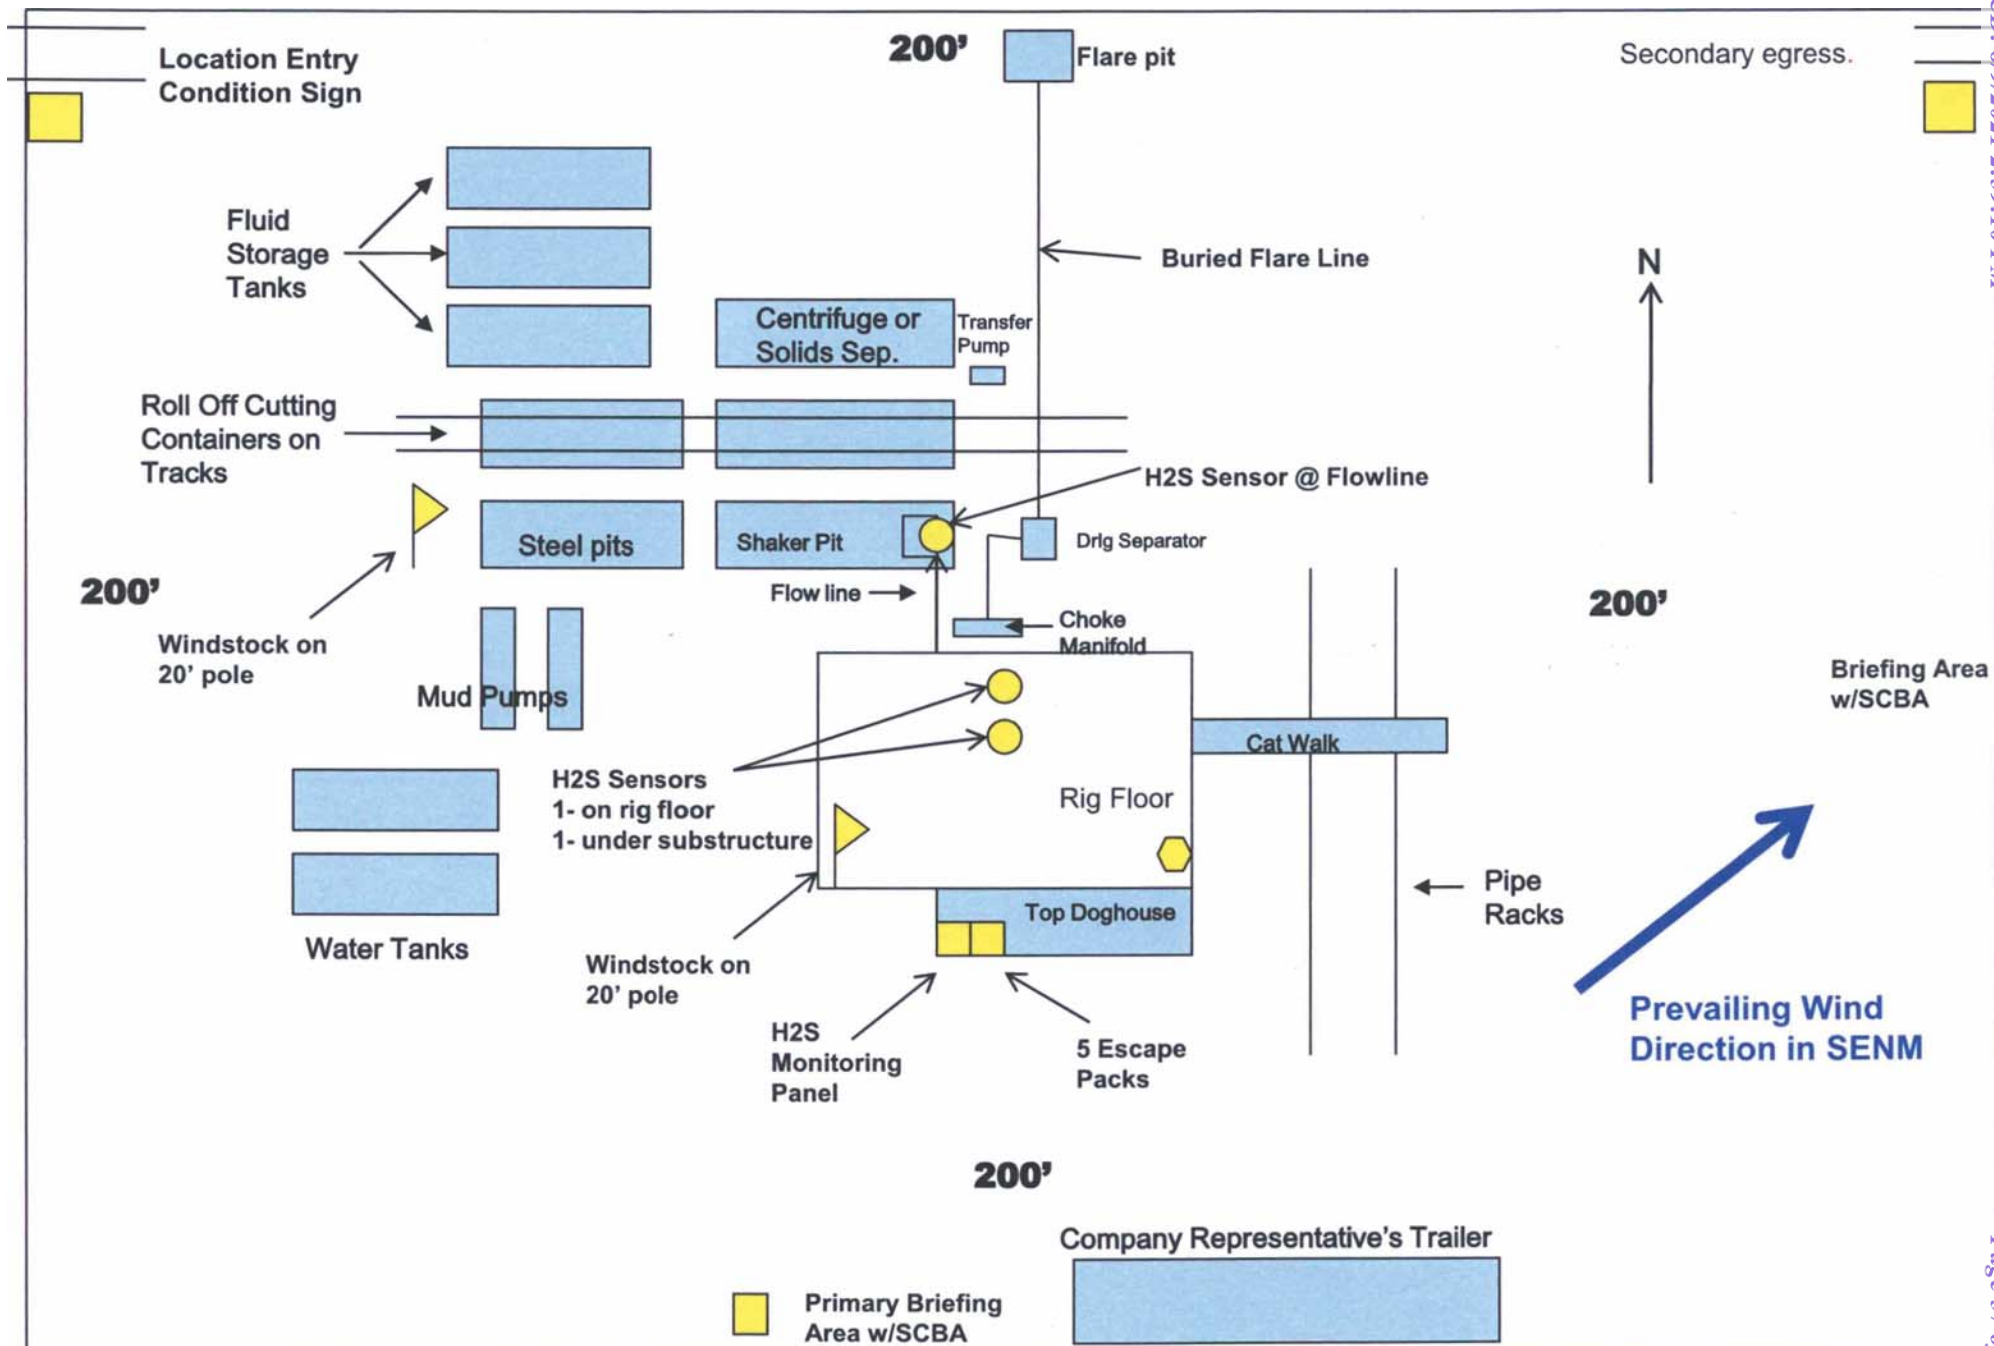 Location Entry
Condition Sign
200’
Flare pit
Secondary egress.
Fluid
Storage
Tanks
Buried Flare Line
N
Centrifuge or
Solids Sep.
Transfer
Pump
Roll Off Cutting
Containers on
Tracks
H2S Sensor @ Flowline
Steel pits
Shaker Pit
Drlg Separator
200’
Flow line
200’
Choke
Manifold
Windstock on
20’ pole
Briefing Area
w/SCBA
Mud Pumps
Cat Walk
H2S Sensors
1- on rig floor
1- under substructure
Rig Floor
Pipe
Racks
Top Doghouse
Water Tanks
Windstock on
20’ pole
Prevailing Wind
Direction in SENM
H2S
Monitoring
Panel
5 Escape
Packs
200’
Company Representative’s Trailer
Primary Briefing
Area w/SCBA